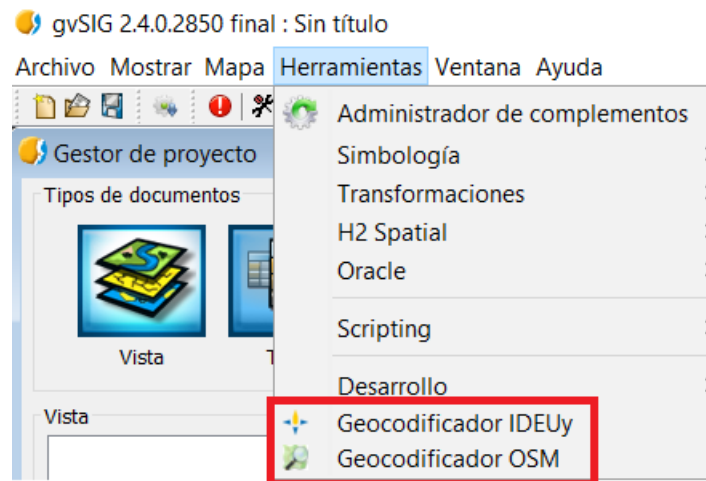 gvSIG 2.4.0.2850 final : Sin título
Archivo Mostrar Mapa Herramientas Ventana Ayuda
Administrador de complementos
Gestor de proyecto
Simbología
Tipos de documentos
Transformaciones
H2 Spatial
Oracle
Scripting
Vista
Desarrollo
Vista
Geocodificador IDEUy
Geocodificador OSM